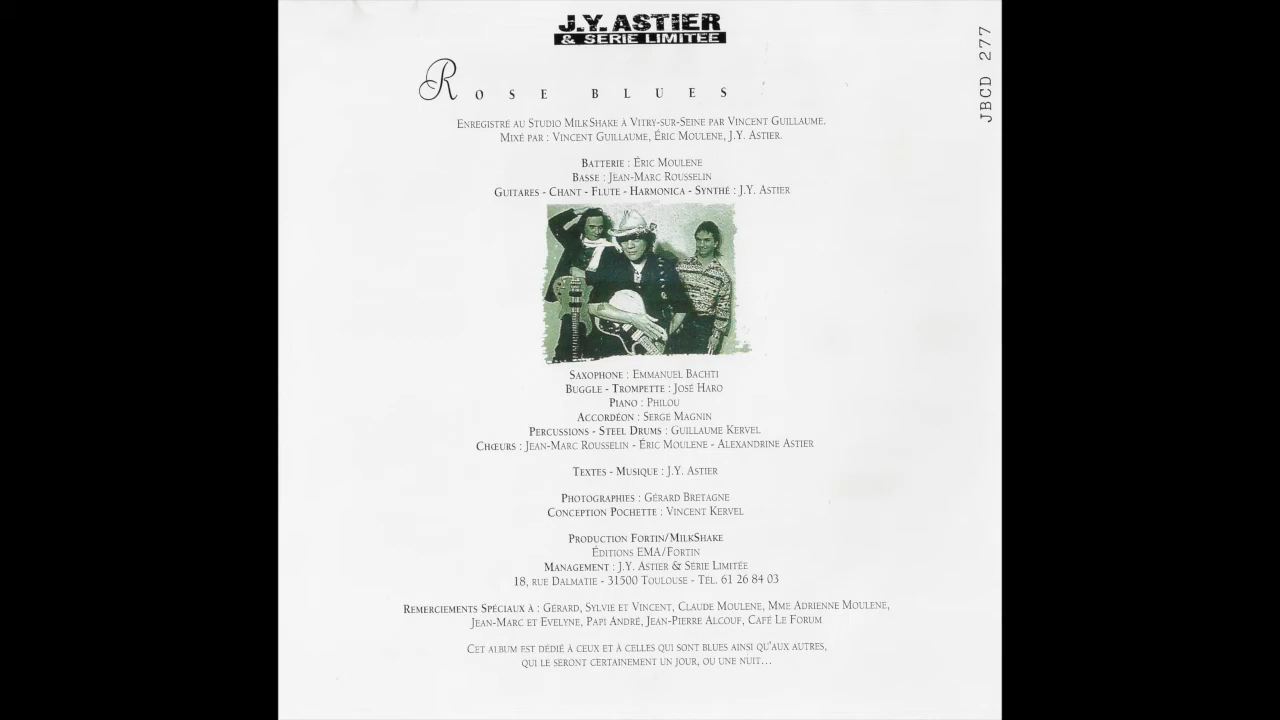 J.Y. ASTIER
& SERIE LIMITEE
JBCD 277
ROSE BLUES
ENREGISTRÉ AU STUDIO MILKSHAKE À VITRY-SUR-SEINE PAR VINCENT GUILLAUME.
MIXÉ PAR : VINCENT GUILLAUME, ÉRIC MOULENE, J.Y. ASTIER.
BATTERIE : ÉRIC MOULENE
BASSE : JEAN-MARC ROUSSELIN
GUITARES - CHANT - FLUTE - HARMONICA - SYNTHÉ : J.Y. ASTIER
SAXOPHONE : EMMANUEL BACHTI
BUGGLE - TROMPETTE : JOSÉ HARO
PIANO : PHILOU
ACCORDÉON : SERGE MAGNIN
PERCUSSIONS - STEEL DRUMS : GUILLAUME KERVEL
CHŒURS : JEAN-MARC ROUSSELIN - ÉRIC MOULENE - ALEXANDRINE ASTIER
TEXTES - MUSIQUE : J.Y. ASTIER
PHOTOGRAPHIES : GÉRARD BRETAGNE
CONCEPTION POCHETTE : VINCENT KERVEL
PRODUCTION FORTIN/MILKSHAKE
ÉDITIONS EMA/FORTIN
MANAGEMENT : J.Y. ASTIER & SÉRIE LIMITÉE
18, RUE DALMATIE - 31500 TOULOUSE - TÉL. 61 26 84 03
REMERCIEMENTS SPÉCIAUX À : GÉRARD, SYLVIE ET VINCENT, CLAUDE MOULENE, MME ADRIENNE MOULENE,
JEAN-MARC ET EVELYNE, PAPI ANDRÉ, JEAN-PIERRE ALCOUF, CAFÉ LE FORUM
CET ALBUM EST DÉDIÉ À CEUX ET À CELLES QUI SONT BLUES AINSI QU'AUX AUTRES,
QUI LE SERONT CERTAINEMENT UN JOUR, OU UNE NUIT...